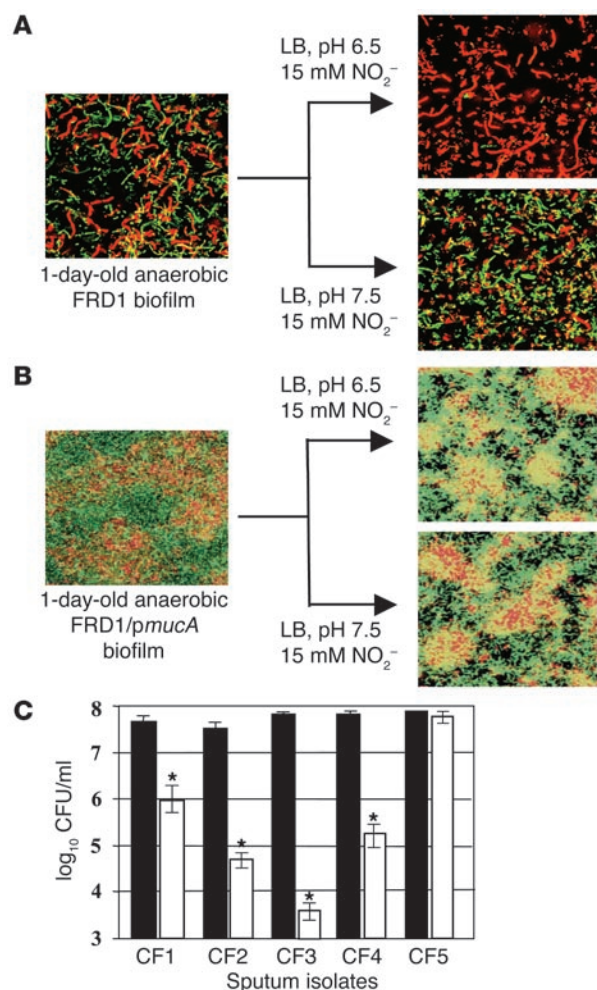 A
LB, pH 6.5
15 mM NO₂⁻
1-day-old anaerobic
FRD1 biofilm
LB, pH 7.5
15 mM NO₂⁻
B
LB, pH 6.5
15 mM NO₂⁻
1-day-old anaerobic
FRD1/pmucA
biofilm
LB, pH 7.5
15 mM NO₂⁻
C
log₁₀ CFU/ml
8
7
6
5
4
3
*
*
*
*
CF1 CF2 CF3 CF4 CF5
Sputum isolates